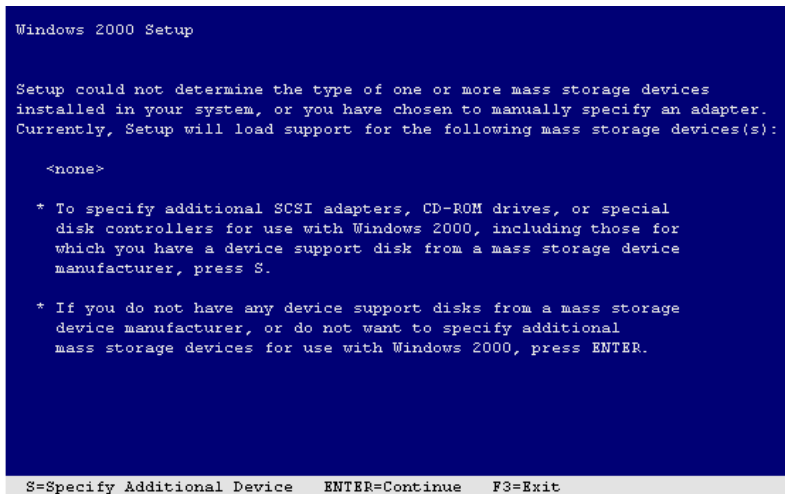 Windows 2000 Setup
Setup could not determine the type of one or more mass storage devices
installed in your system, or you have chosen to manually specify an adapter.
Currently, Setup will load support for the following mass storage devices(s):
<none>
* To specify additional SCSI adapters, CD-ROM drives, or special
disk controllers for use with Windows 2000, including those for
which you have a device support disk from a mass storage device
manufacturer, press S.
* If you do not have any device support disks from a mass storage
device manufacturer, or do not want to specify additional
mass storage devices for use with Windows 2000, press ENTER.
S=Specify Additional Device   ENTER=Continue   F3=Exit